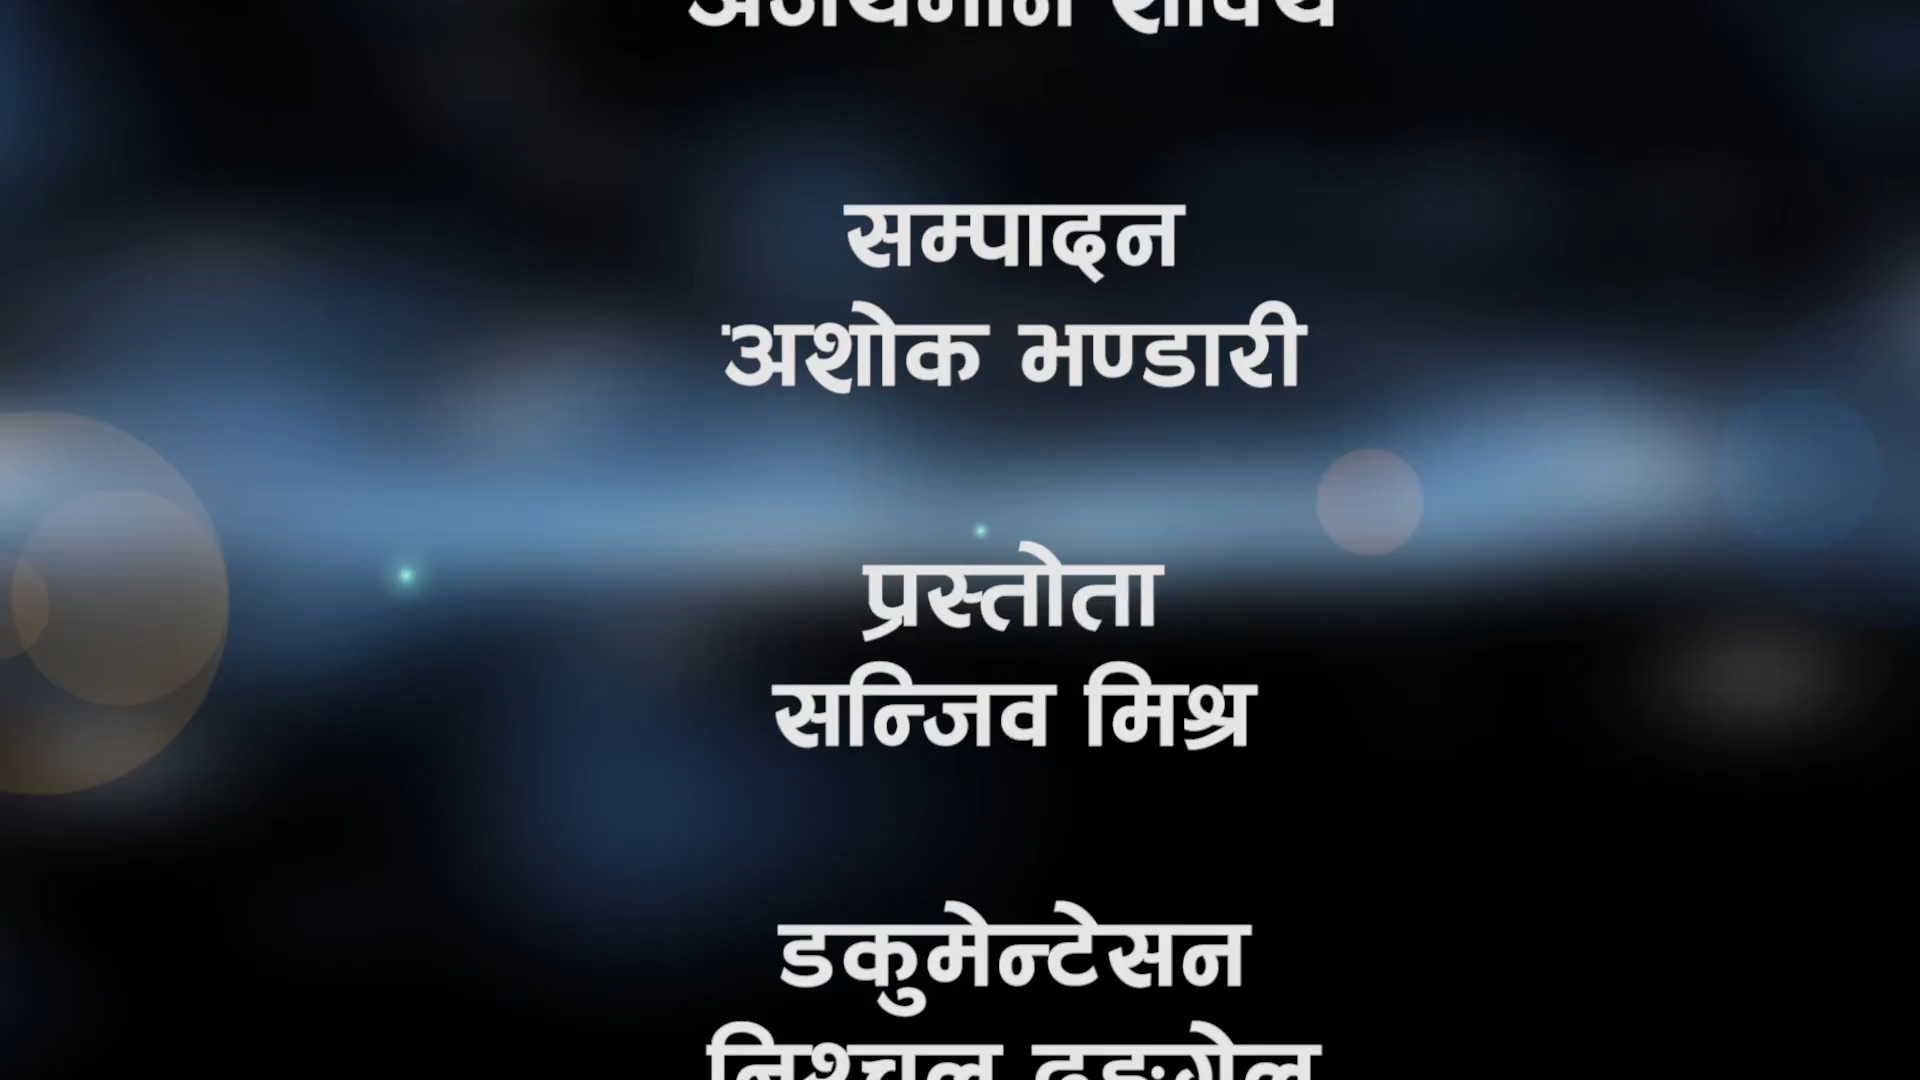 सम्पादन
अशोक भण्डारी
प्रस्तोता
सन्जिव मिश्र
डकुमेन्टेसन